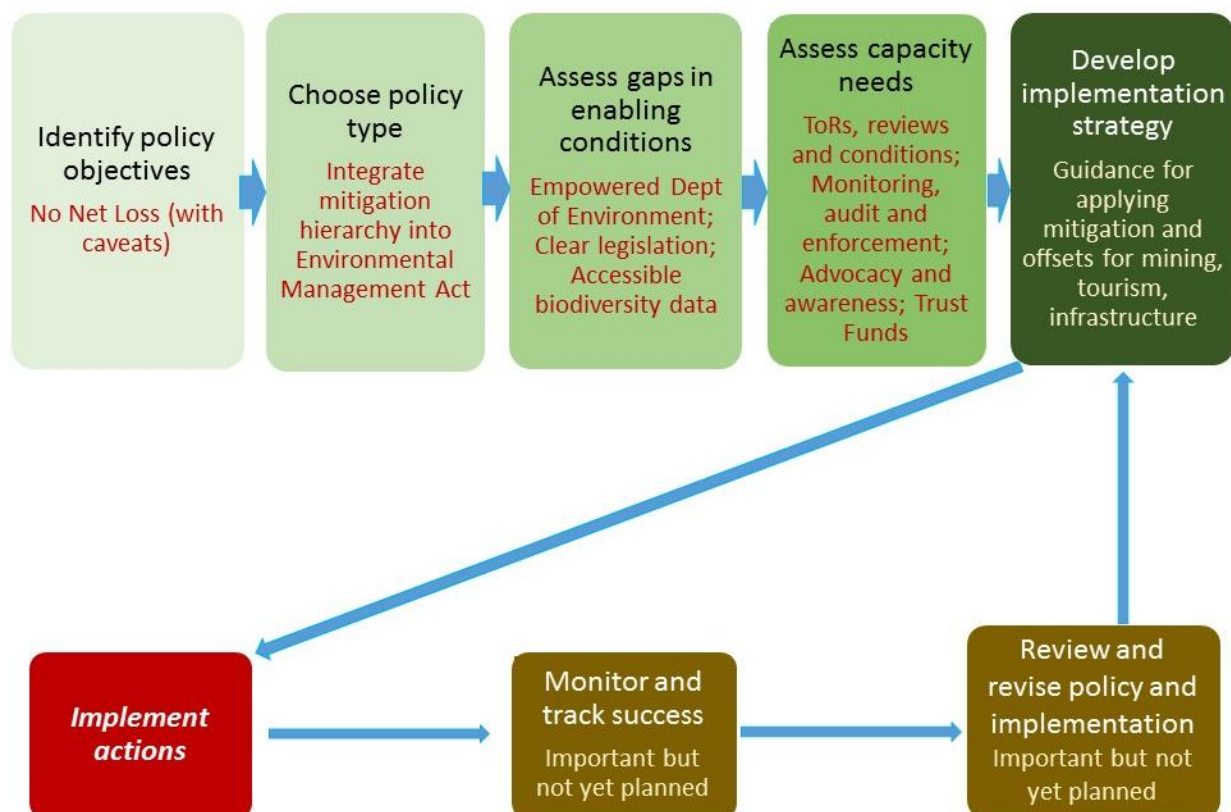 Identify policy
objectives
No Net Loss (with
caveats)
Choose policy
type
Integrate
mitigation
hierarchy into
Environmental
Management Act
Assess gaps in
enabling
conditions
Empowered Dept
of Environment;
Clear legislation;
Accessible
biodiversity data
Assess capacity
needs
ToRs, reviews
and conditions;
Monitoring,
audit and
enforcement;
Advocacy and
awareness; Trust
Funds
Develop
implementation
strategy
Guidance for
applying
mitigation and
offsets for mining,
tourism,
infrastructure
Implement
actions
Monitor and
track success
Important but
not yet planned
Review and
revise policy and
implementation
Important but not
yet planned